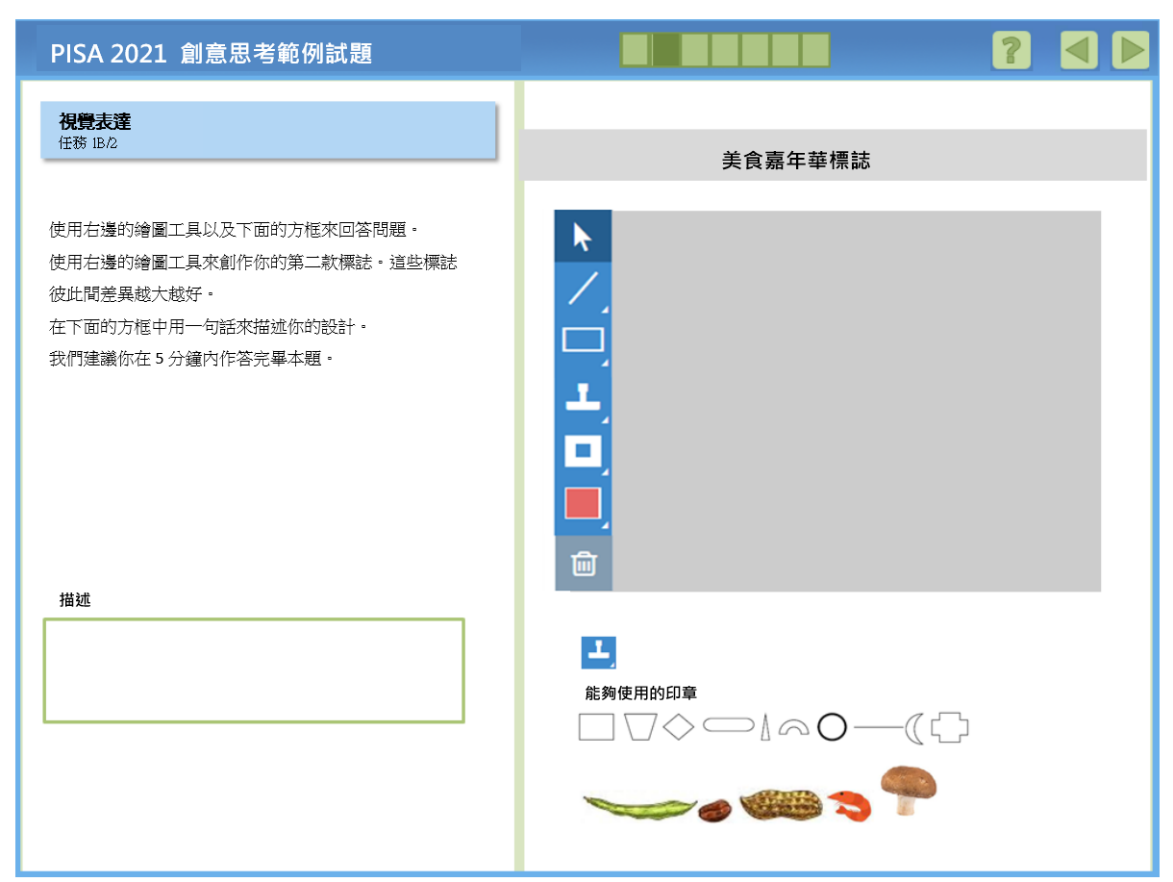 PISA 2021 創意思考範例試題
?
視覺表達
任務 1B/2
使用右邊的繪圖工具以及下面的方框來回答問題。
使用右邊的繪圖工具來創作你的第二款標誌。這些標誌
彼此間差異越大越好。
在下面的方框中用一句話來描述你的設計。
我們建議你在 5 分鐘內作答完畢本題。
描述
美食嘉年華標誌
能夠使用的印章